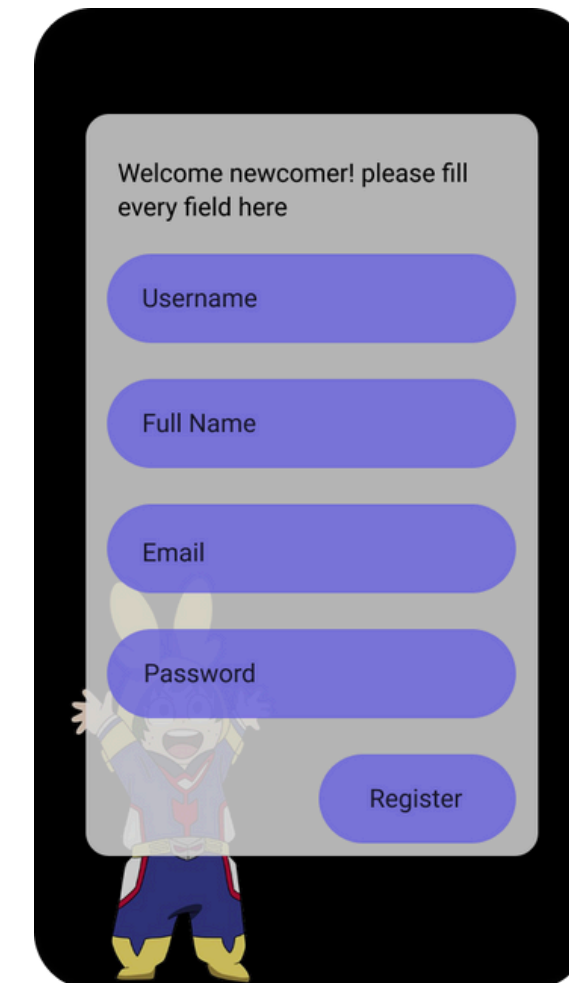 Welcome newcomer! please fill
every field here
Username
Full Name
Email
Password
Register